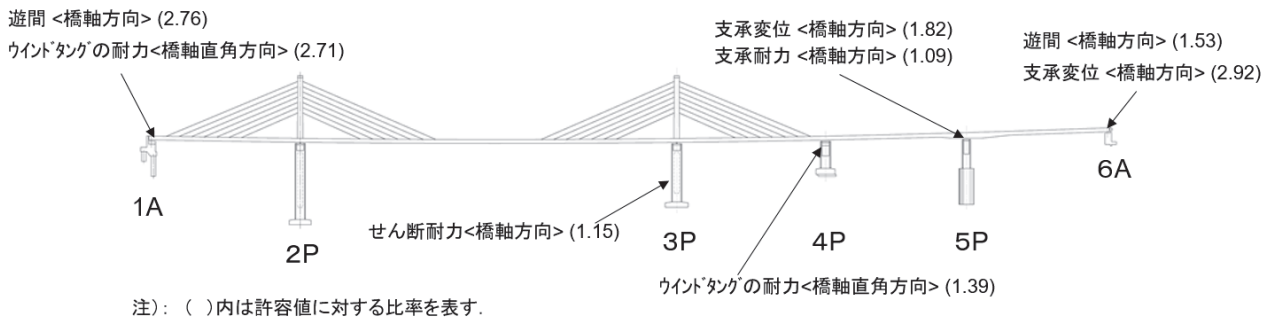 遊間 <橋軸方向> (2.76)
ウインドタングの耐力<橋軸直角方向> (2.71)
支承変位 <橋軸方向> (1.82)
支承耐力 <橋軸方向> (1.09)
遊間 <橋軸方向> (1.53)
支承変位 <橋軸方向> (2.92)
1A
2P
せん断耐力<橋軸方向> (1.15)
3P
4P
5P
6A
ウインドタングの耐力<橋軸直角方向> (1.39)
注）： （ ）内は許容値に対する比率を表す.